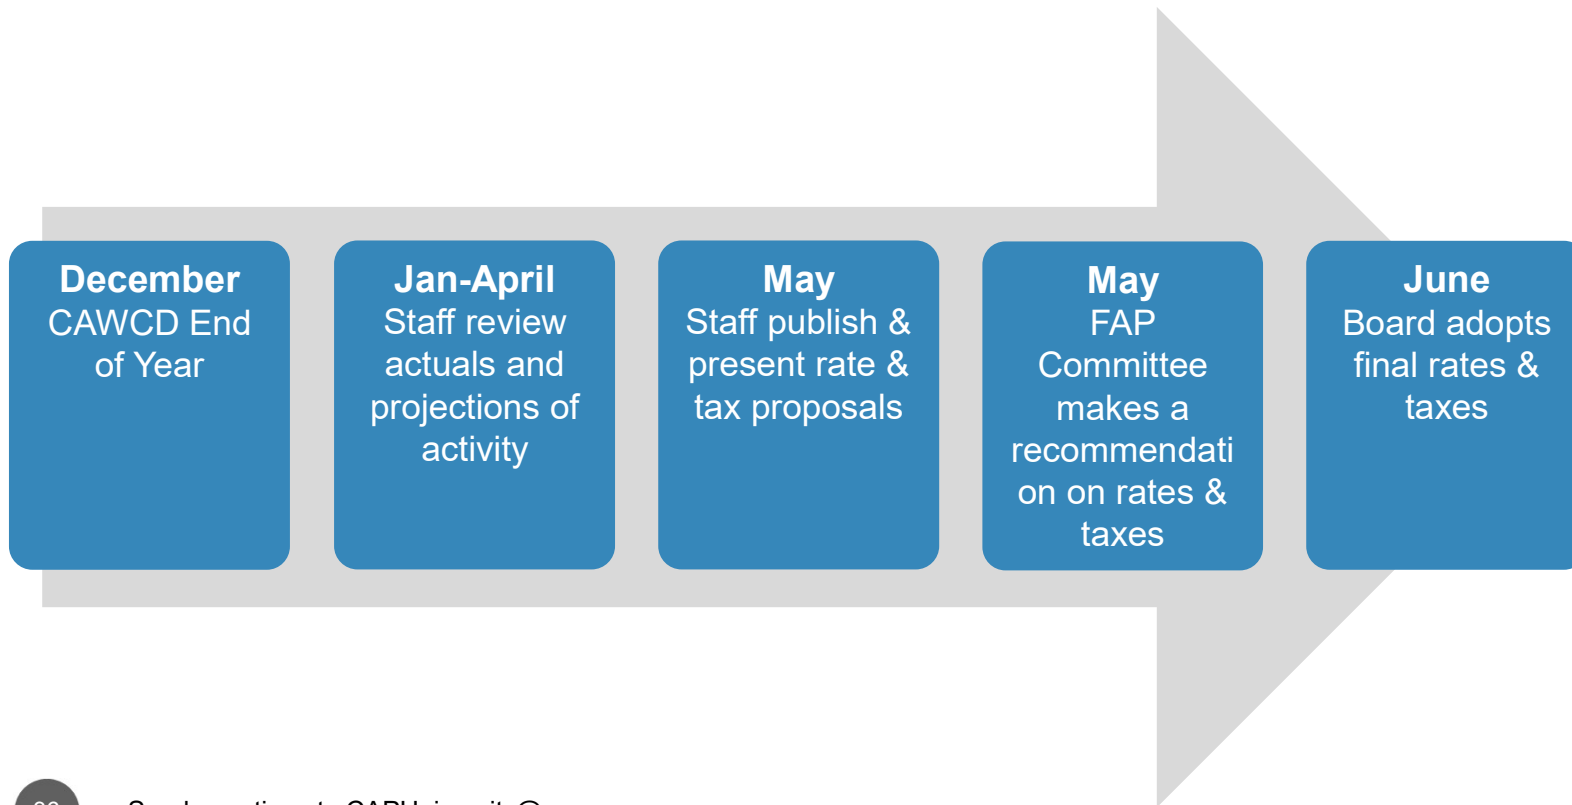 December
CAWCD End
of Year
Jan-April
Staff review
actuals and
projections of
activity
May
Staff publish &
present rate &
tax proposals
May
FAP
Committee
makes a
recommendati
on on rates &
taxes
June
Board adopts
final rates &
taxes